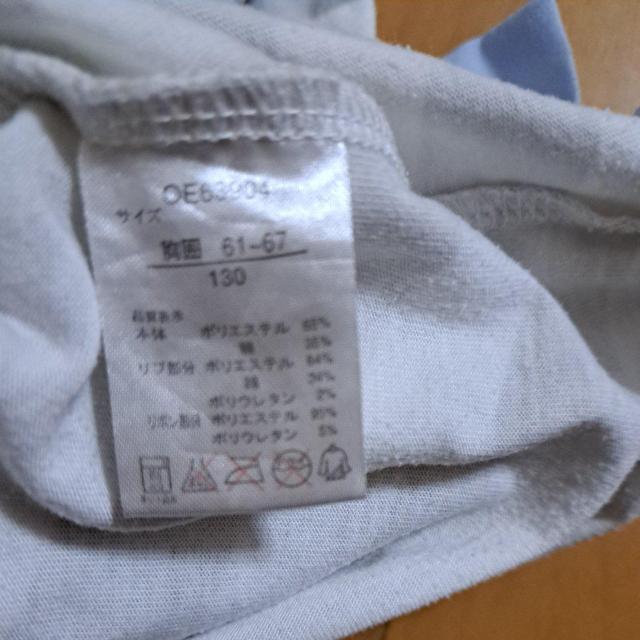 サイズ
胸囲 61-67
130
品質表示
本体 ポリエステル 65%
綿 35%
リブ部分 ポリエステル 64%
綿 34%
ポリウレタン 2%
リボン部分 ポリエステル 95%
ポリウレタン 5%